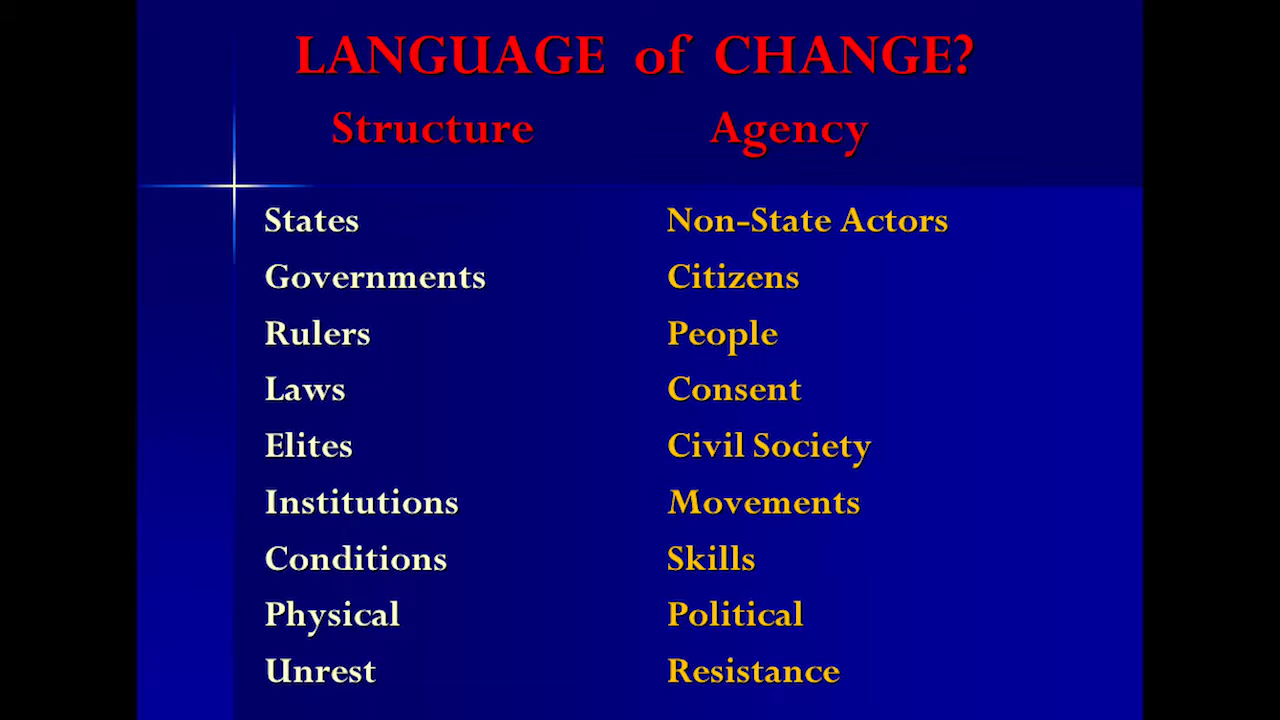 LANGUAGE of CHANGE?
Structure Agency
States Non-State Actors
Governments Citizens
Rulers People
Laws Consent
Elites Civil Society
Institutions Movements
Conditions Skills
Physical Political
Unrest Resistance